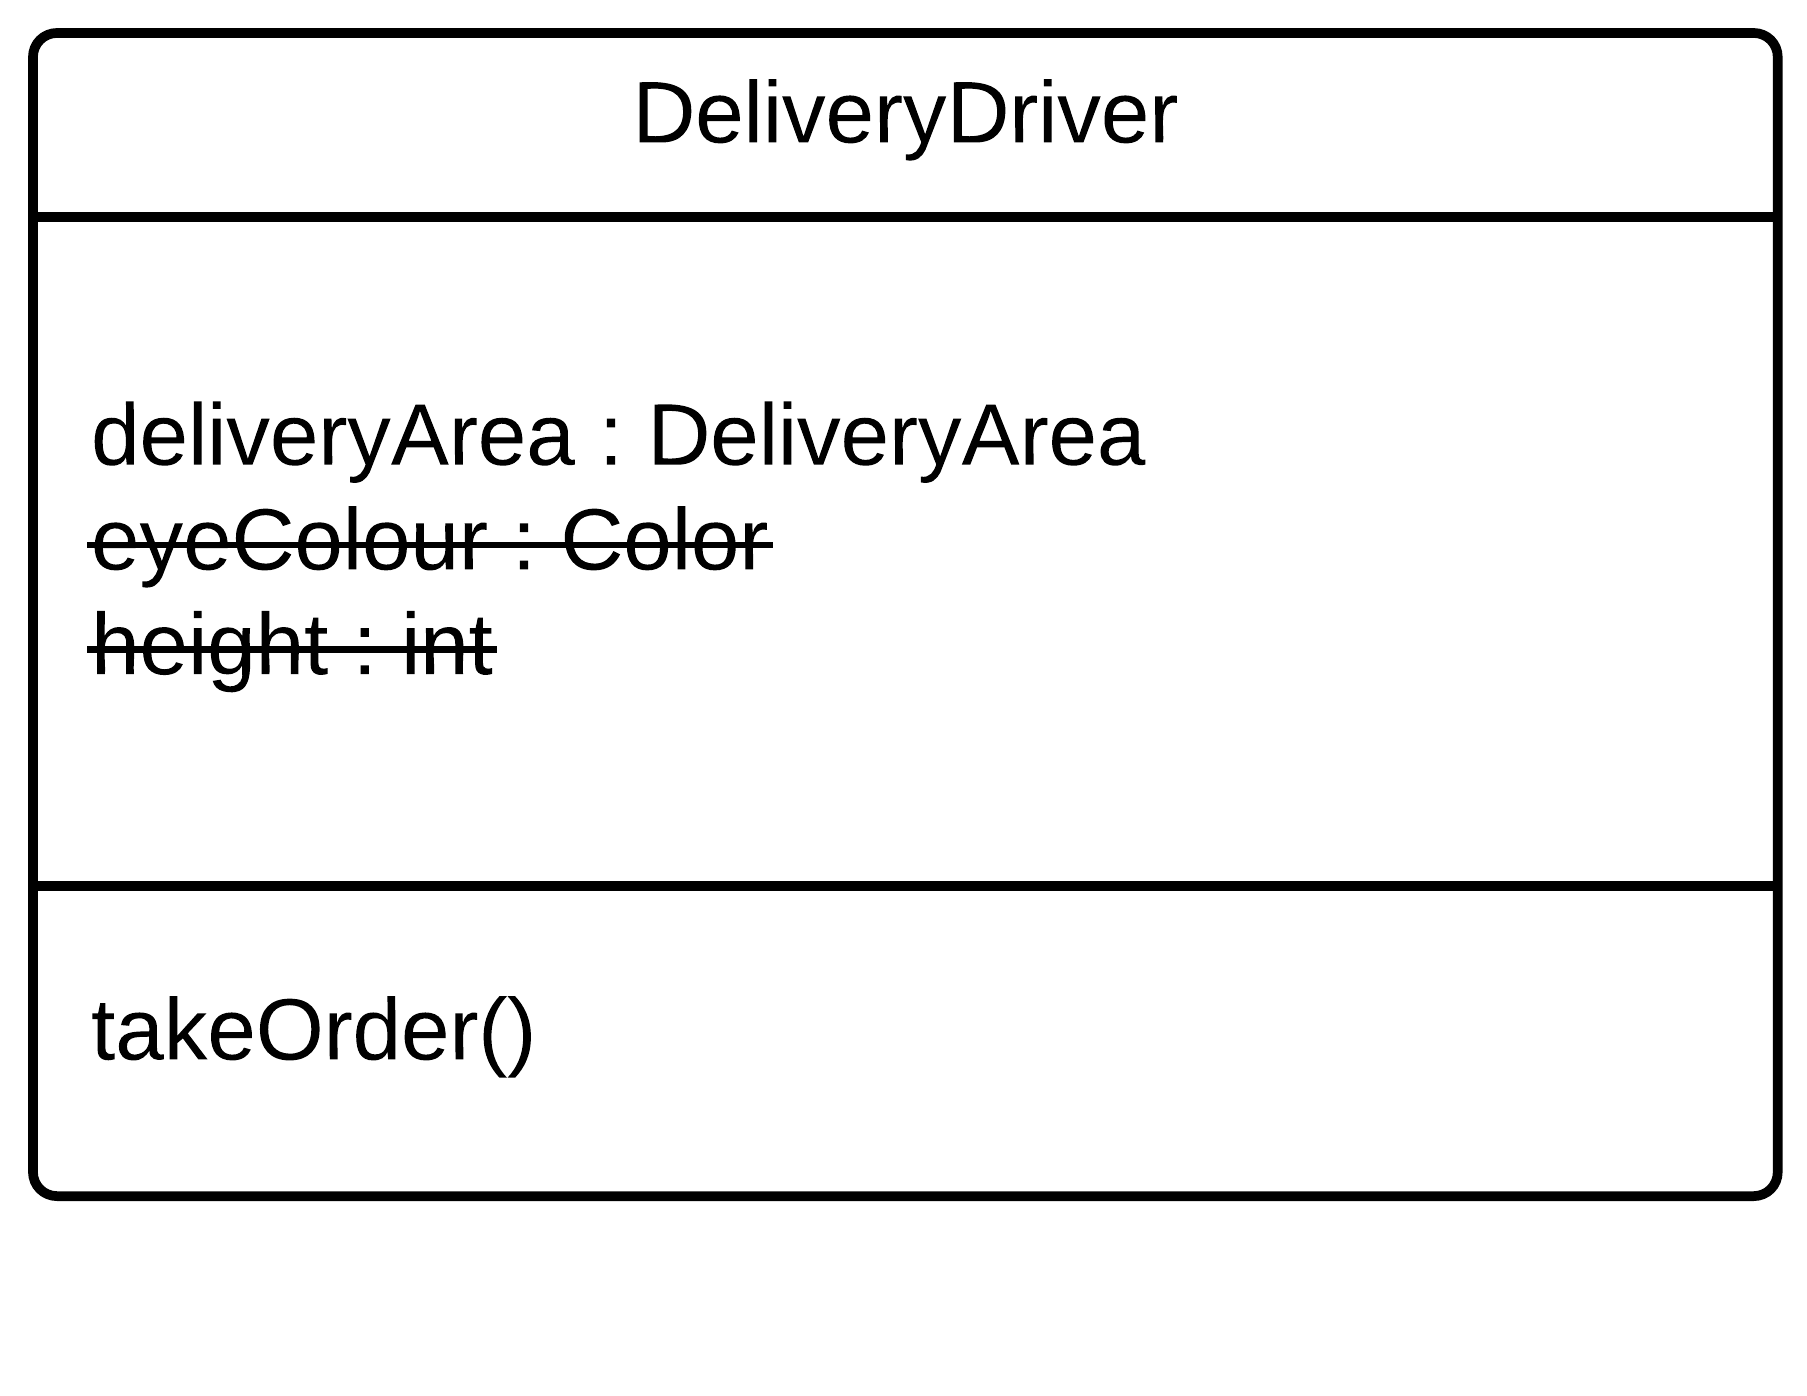 DeliveryDriver
deliveryArea : DeliveryArea
eyeColour : Color
height : int
takeOrder()